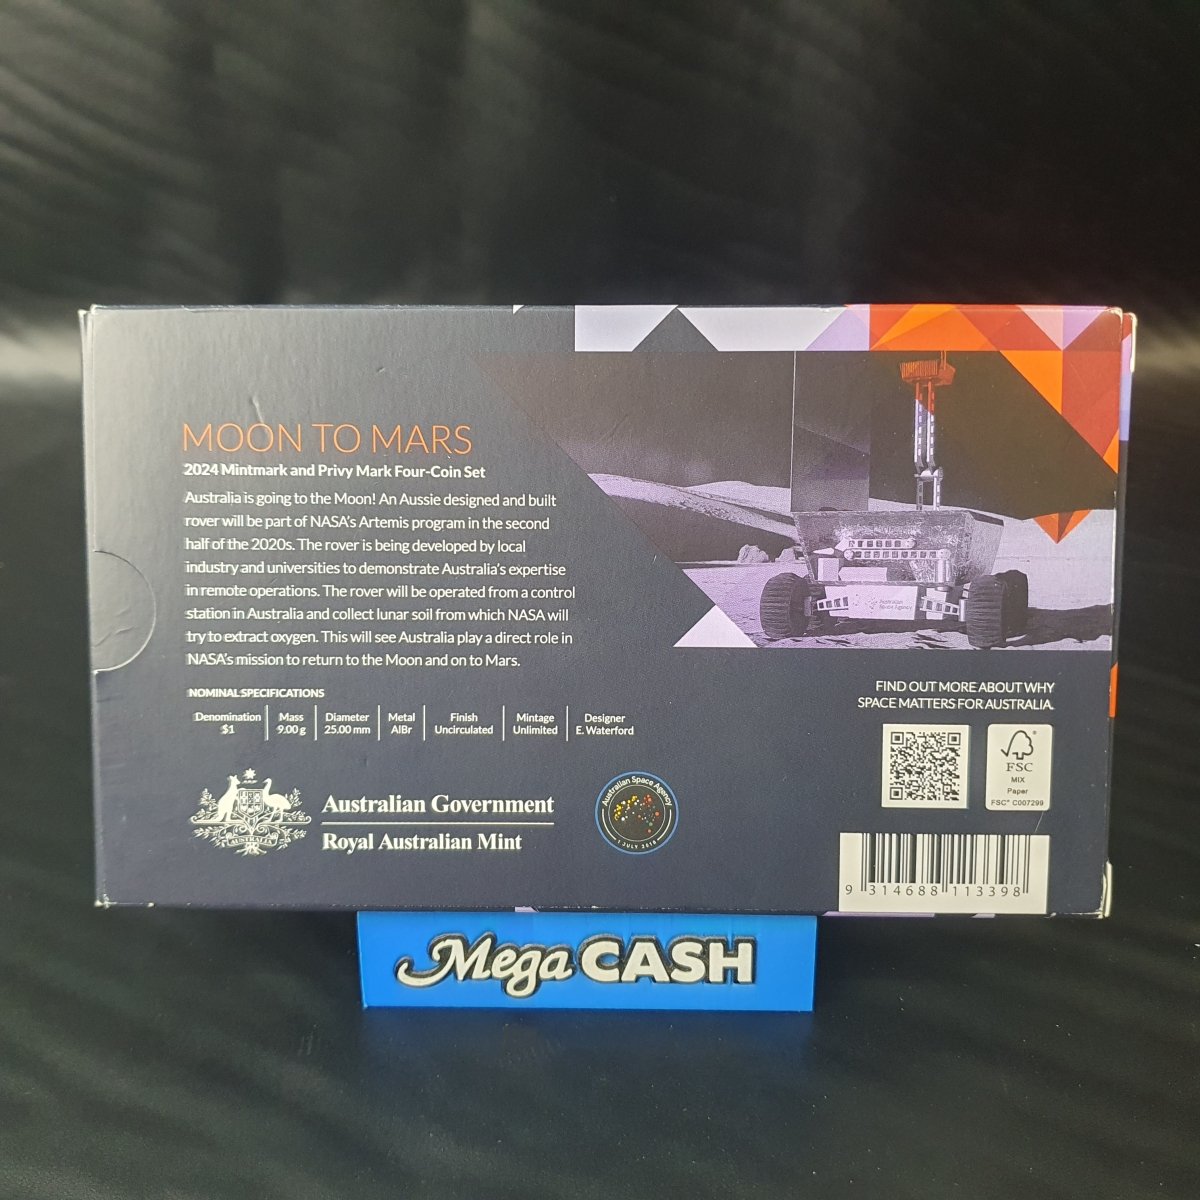 MOON TO MARS
2024 Mintmark and Privy Mark Four-Coin Set
Australia is going to the Moon! An Aussie designed and built
rover will be part of NASA's Artemis program in the second
half of the 2020s. The rover is being developed by local
industry and universities to demonstrate Australia's expertise
in remote operations. The rover will be operated from a control
station in Australia and collect lunar soil from which NASA will
try to extract oxygen. This will see Australia play a direct role in
NASA's mission to return to the Moon and on to Mars.
NOMINAL SPECIFICATIONS
Denomination Mass Diameter Metal Finish Mintage Designer
$1 9.00 g 25.00 mm AlBr Uncirculated Unlimited E. Waterford
AUSTRALIA
Australian Government
Royal Australian Mint
Australian Space Agency
1 JULY 2018
Australian
Space Agency
FIND OUT MORE ABOUT WHY
SPACE MATTERS FOR AUSTRALIA.
FSC
MIX
Paper
FSC® C007299
9 314688 113398
Mega CASH